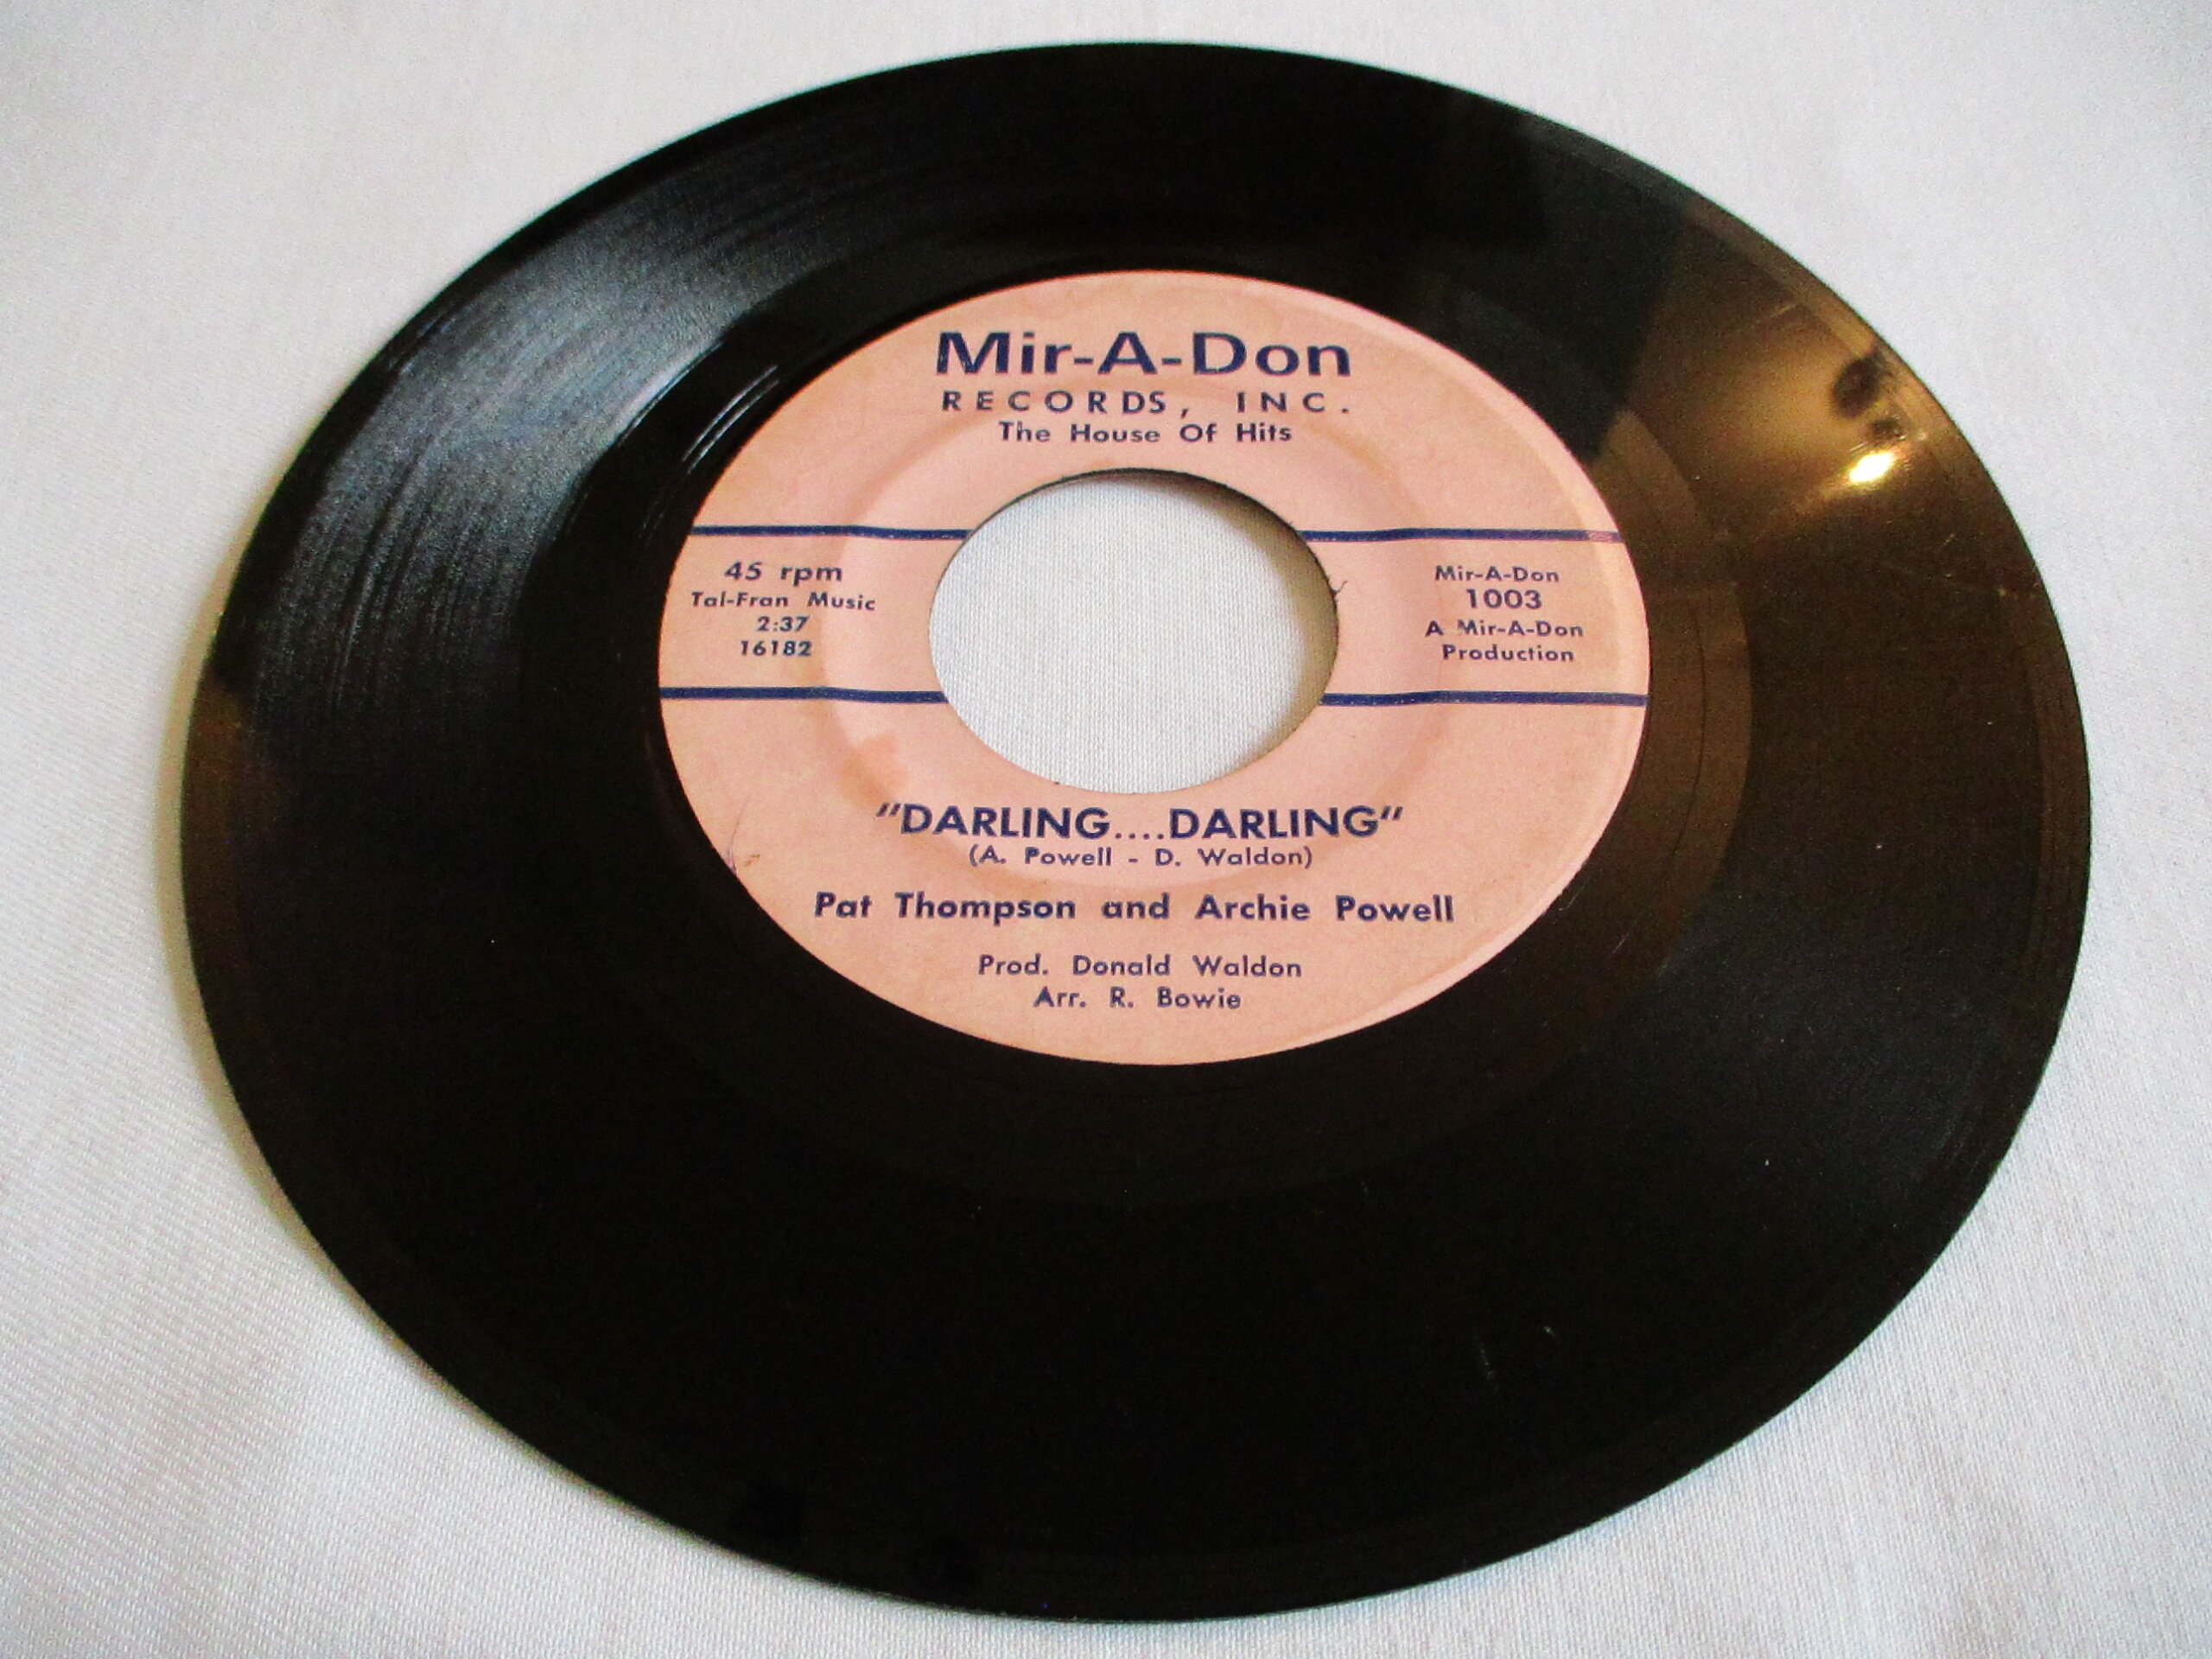 Mir-A-Don
RECORDS, INC.
The House Of Hits
45 rpm
Tal-Fran Music
2:37
16182
Mir-A-Don
1003
A Mir-A-Don
Production
"DARLING....DARLING"
(A. Powell - D. Waldon)
Pat Thompson and Archie Powell
Prod. Donald Waldon
Arr. R. Bowie